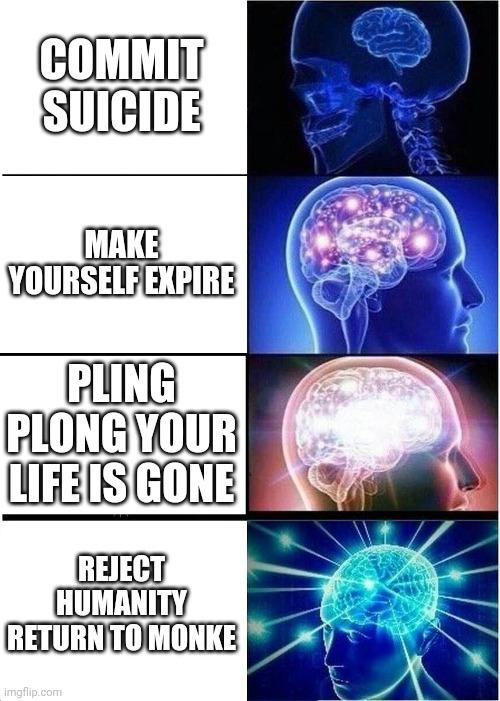 COMMIT
SUICIDE
MAKE
YOURSELF EXPIRE
PLING
PLONG YOUR
LIFE IS GONE
REJECT
HUMANITY
RETURN TO MONKE
imgflip.com